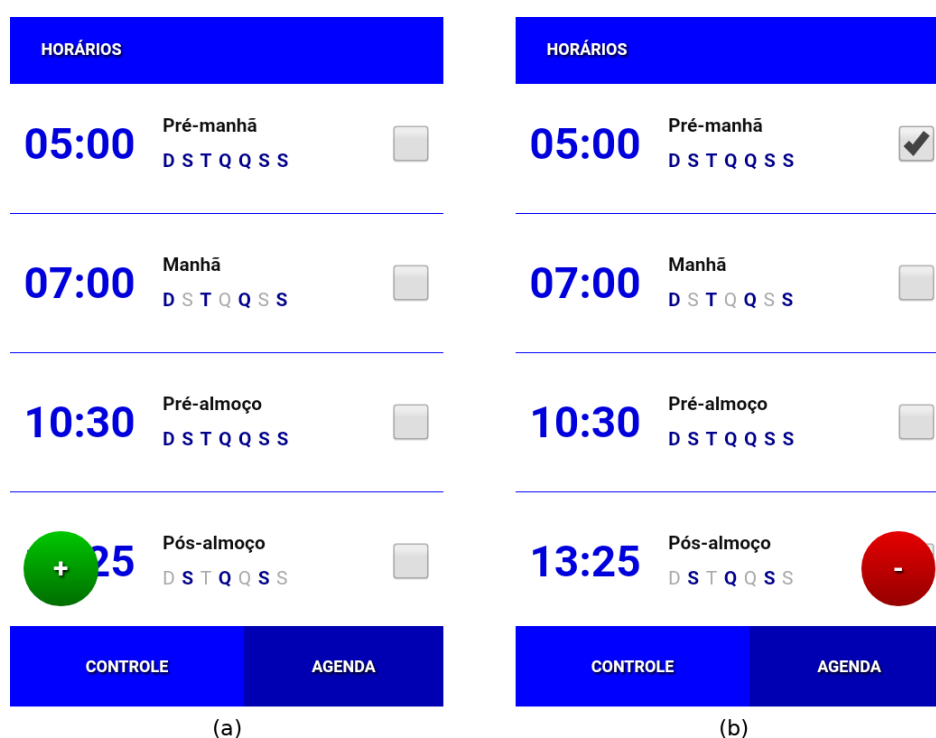 HORÁRIOS
05:00
Pré-manhã
D S T Q Q S S
07:00
Manhã
D S T Q Q S S
10:30
Pré-almoço
D S T Q Q S S
25
Pós-almoço
D S T Q Q S S
+
CONTROLE
AGENDA
(a)
HORÁRIOS
05:00
Pré-manhã
D S T Q Q S S
07:00
Manhã
D S T Q Q S S
10:30
Pré-almoço
D S T Q Q S S
13:25
Pós-almoço
D S T Q Q S S
-
CONTROLE
AGENDA
(b)